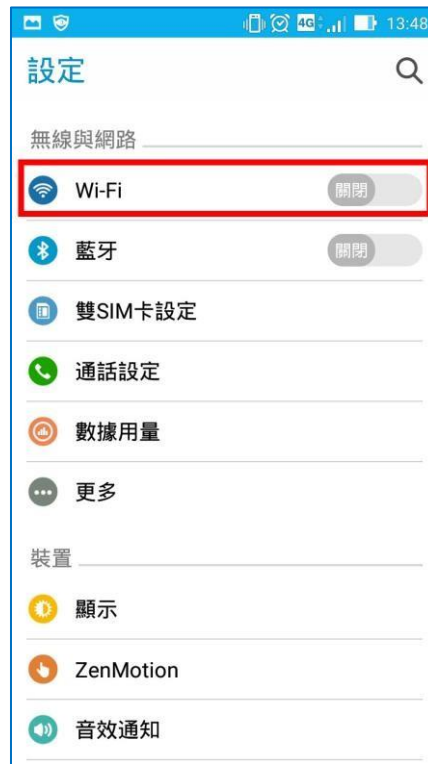 4G 13:48
設定
無線與網路
Wi-Fi 關閉
藍牙 關閉
雙SIM卡設定
通話設定
數據用量
更多
裝置
顯示
ZenMotion
音效通知